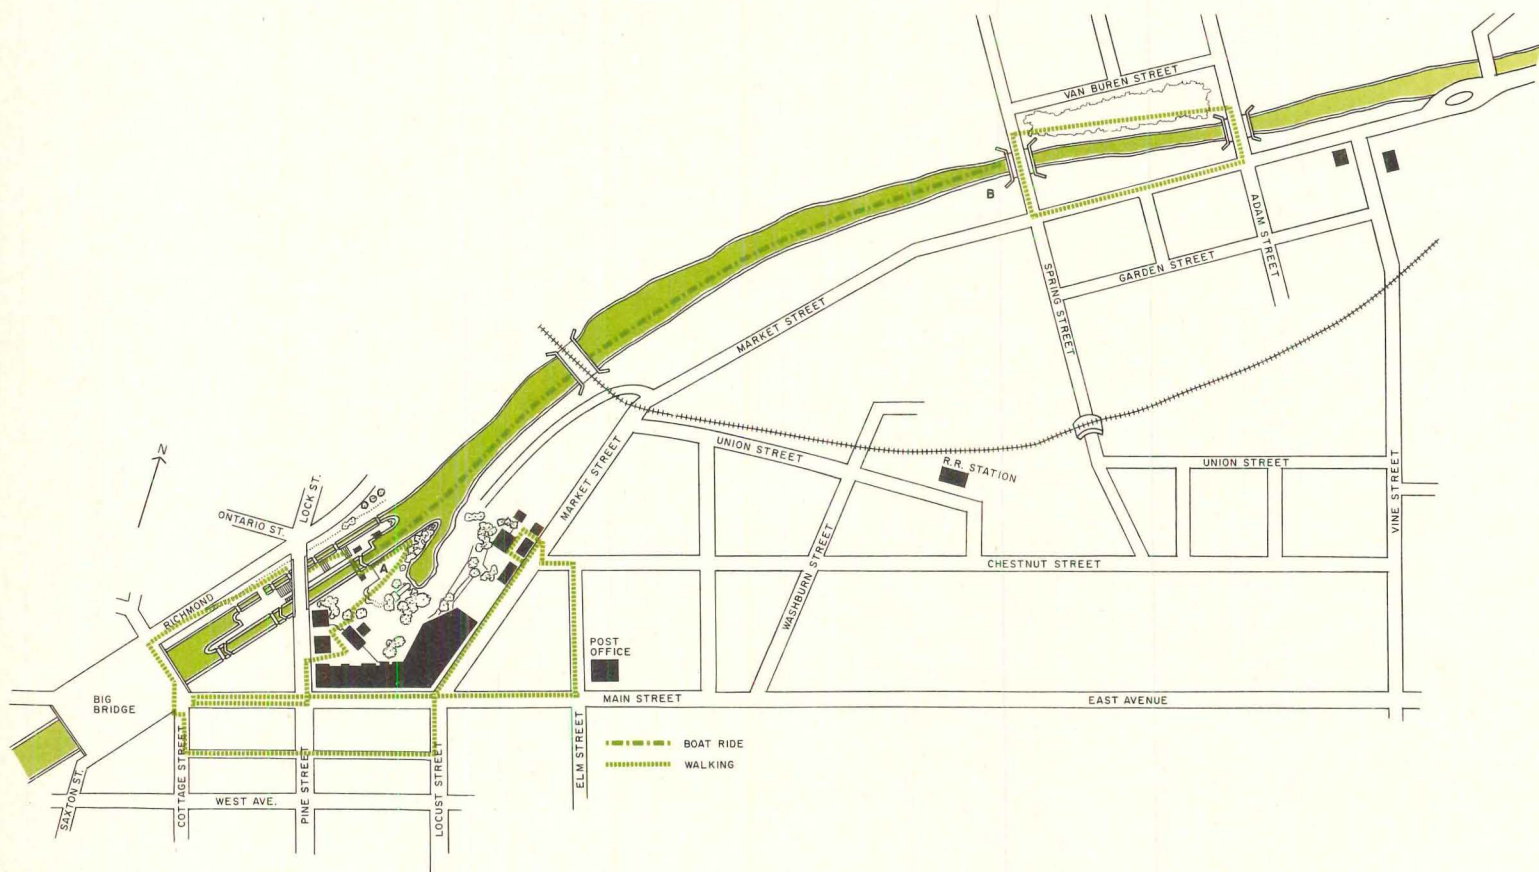 VAN BUREN STREET
B
ADAM STREET
GARDEN STREET
SPRING STREET
MARKET STREET
UNION STREET
R.R. STATION
UNION STREET
VINE STREET
N
LOCK ST.
ONTARIO ST.
MARKET STREET
A
RICHMOND
CHESTNUT STREET
WASHBURN STREET
POST
OFFICE
BIG
BRIDGE
MAIN STREET
EAST AVENUE
BOAT RIDE
WALKING
ELM STREET
SAXTON ST.
COTTAGE STREET
WEST AVE.
PINE STREET
LOCUST STREET